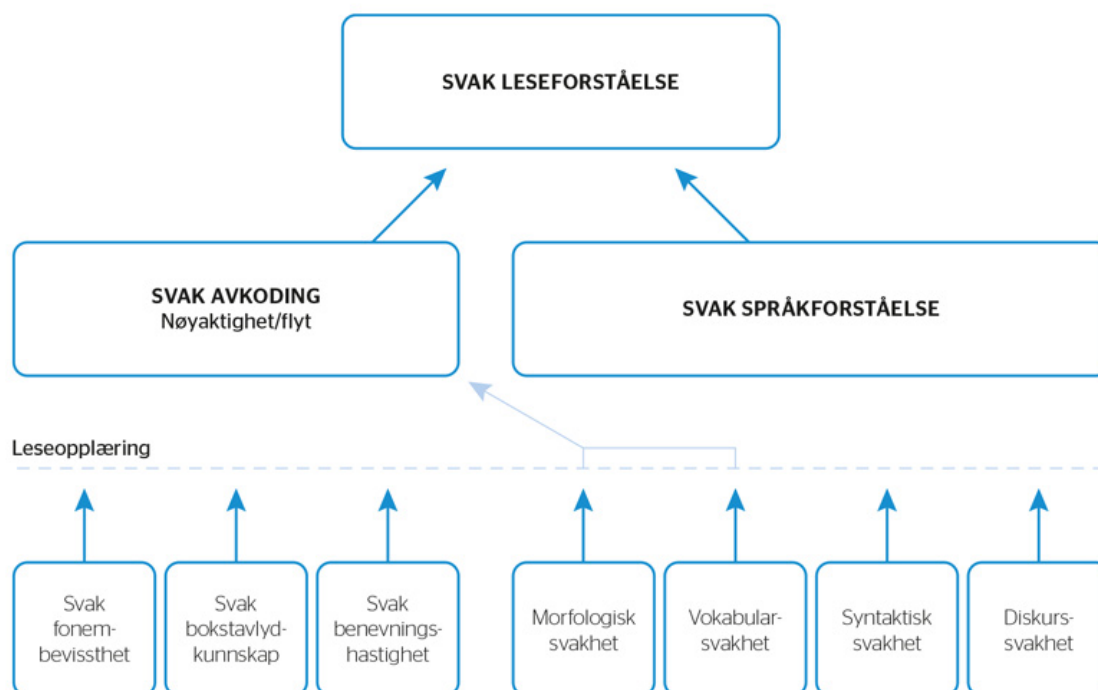 SVAK LESEFORSTÅELSE
SVAK AVKODING
Nøyaktighet/flyt
SVAK SPRÅKFORSTÅELSE
Leseopplæring
Svak
fonem-
bevissthet
Svak
bokstavlyd-
kunnskap
Svak
benevnings-
hastighet
Morfologisk
svakhet
Vokabular-
svakhet
Syntaktisk
svakhet
Diskurs-
svakhet